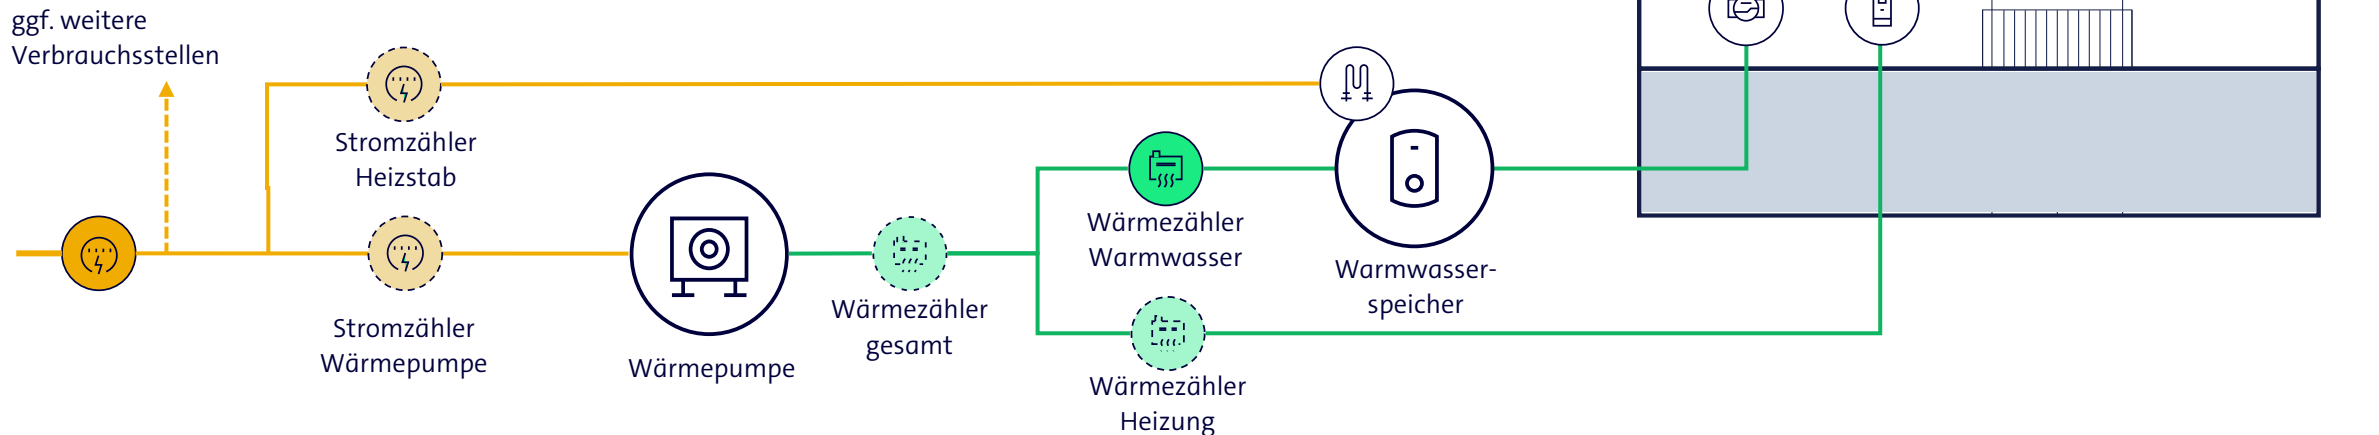 ggf. weitere
Verbrauchsstellen
Stromzähler
Heizstab
Stromzähler
Wärmepumpe
Wärmepumpe
Wärmezähler
gesamt
Wärmezähler
Warmwasser
Wärmezähler
Heizung
Warmwasser-
speicher